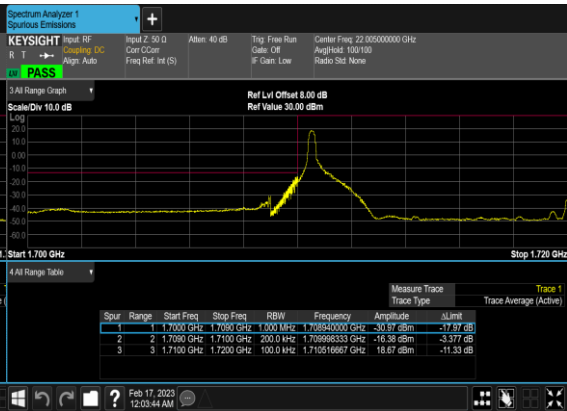 Spectrum Analyzer 1
Spurious Emissions
KEYSIGHT
R T
Input: RF
Coupling: DC
Align: Auto
Input Z: 50 Ω
Corr CCorr
Freq Ref: Int (S)
Atten: 40 dB
Trig: Free Run
Gate: Off
IF Gain: Low
Center Freq: 22.005000000 GHz
Avg|Hold: 100/100
Radio Std: None
PASS
3 All Range Graph
Scale/Div 10.0 dB
Ref Lvl Offset 8.00 dB
Ref Value 30.00 dBm
Log
20.0
10.0
0.00
-10.0
-20.0
-30.0
-40.0
-50.0
-60.0
Start 1.700 GHz
Stop 1.720 GHz
4 All Range Table
Measure Trace Trace 1
Trace Type Trace Average (Active)
Spur Range Start Freq Stop Freq RBW Frequency Amplitude ΔLimit
1 1 1.7000 GHz 1.7090 GHz 1.000 MHz 1.708940000 GHz -30.97 dBm -17.97 dB
2 2 1.7090 GHz 1.7100 GHz 200.0 kHz 1.709998333 GHz -16.38 dBm -3.377 dB
3 3 1.7100 GHz 1.7200 GHz 100.0 kHz 1.710516667 GHz 18.67 dBm -11.33 dB
Feb 17, 2023
12:03:44 AM